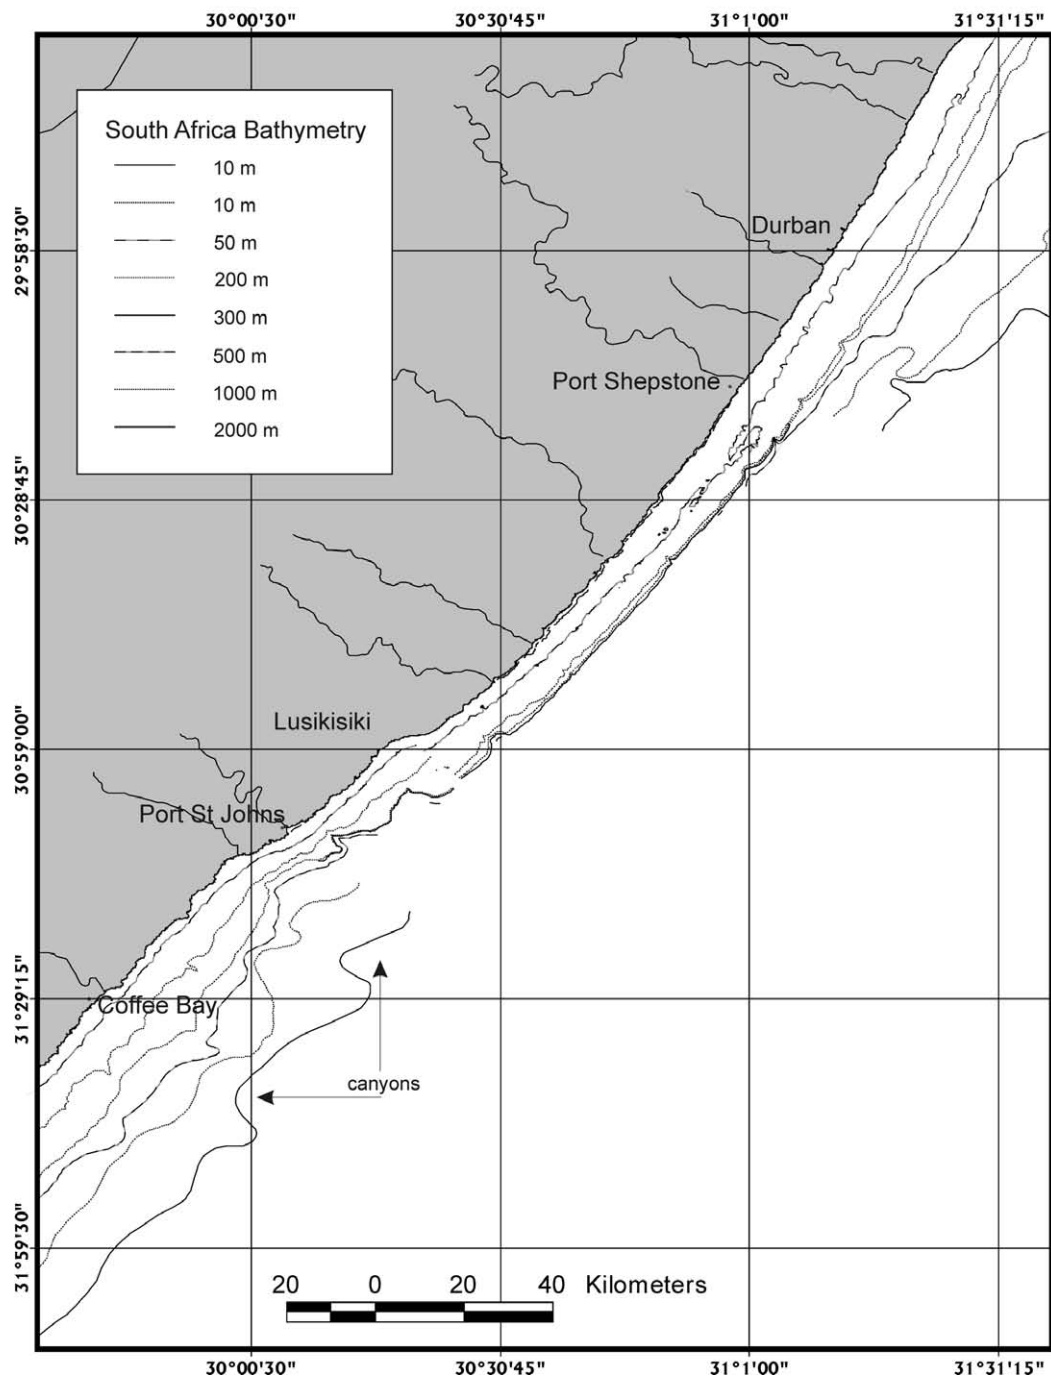 30°00'30" 30°30'45" 31°1'00" 31°31'15"
South Africa Bathymetry
10 m
10 m
50 m
200 m
300 m
500 m
1000 m
2000 m
29°58'30"
Durban
Port Shepstone
30°28'45"
Lusikisiki
30°59'00"
Port St Johns
31°29'15"
Coffee Bay
canyons
31°59'30"
20 0 20 40 Kilometers
30°00'30" 30°30'45" 31°1'00" 31°31'15"